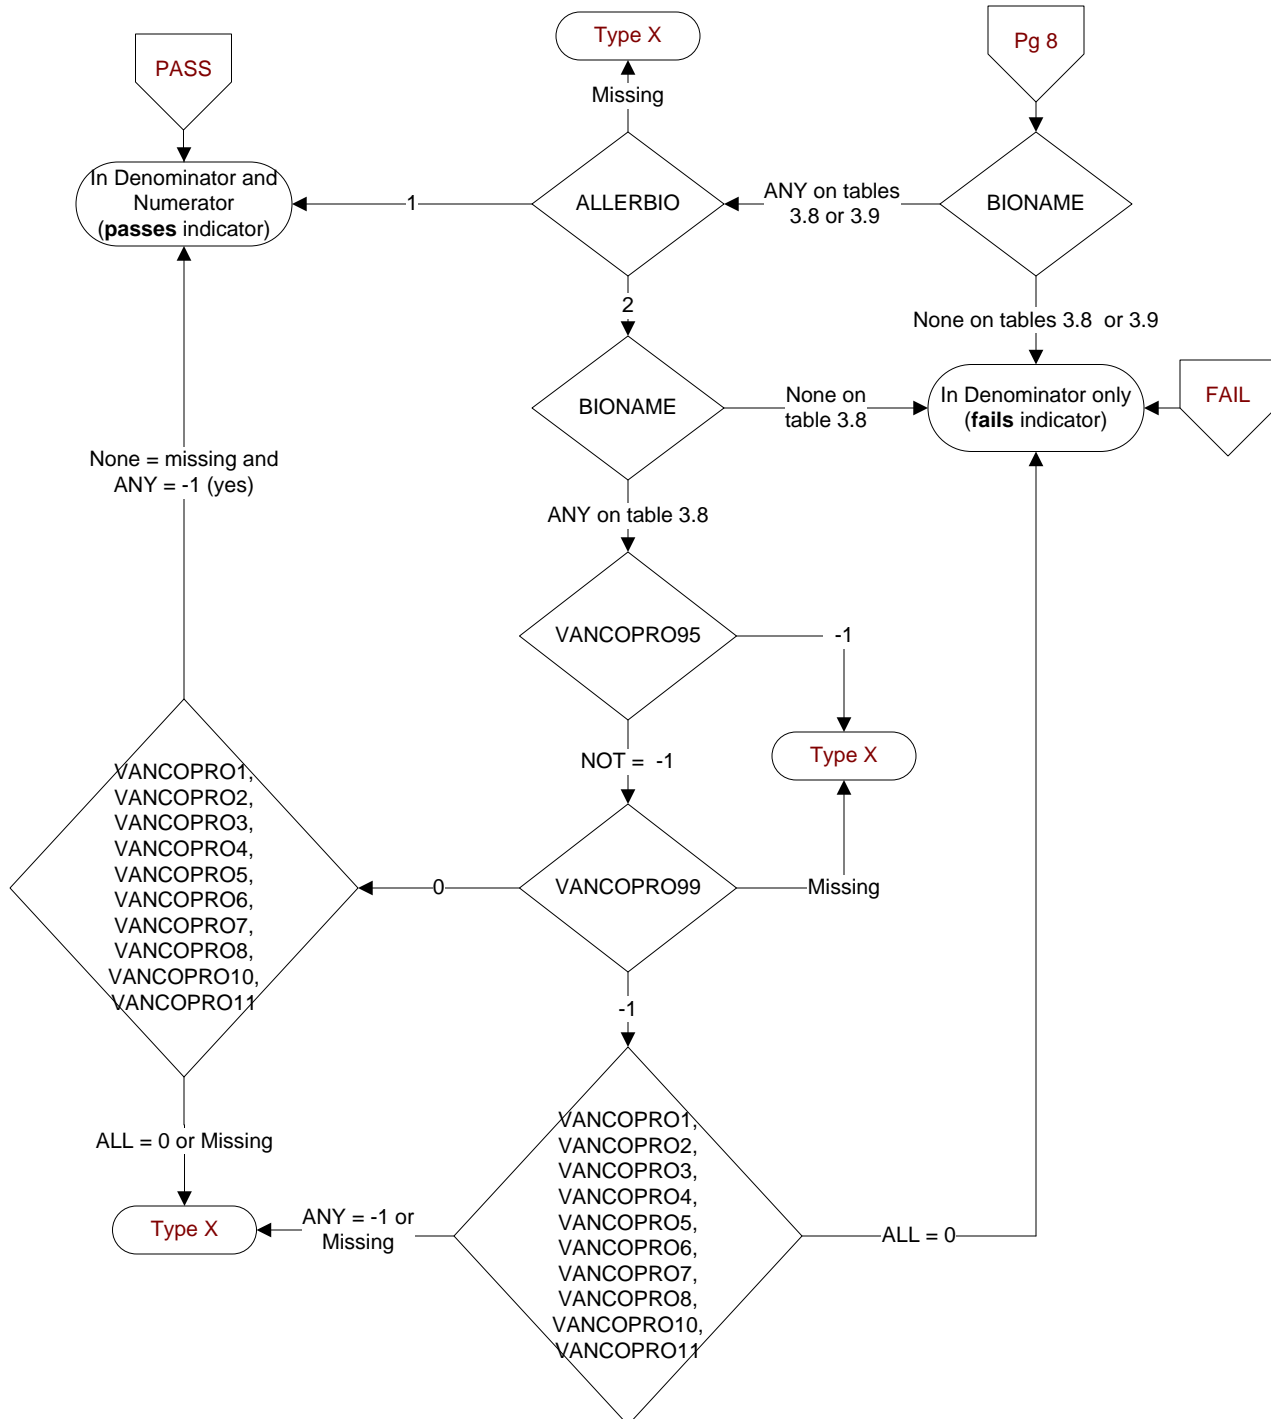 Type X
Pg 8
PASS
Missing
In Denominator and
Numerator
(passes indicator)
1
ALLERBIO
ANY on tables
3.8 or 3.9
BIONAME
2
None on tables 3.8  or 3.9
BIONAME
None on
table 3.8
In Denominator only
(fails indicator)
FAIL
None = missing and
ANY = -1 (yes)
ANY on table 3.8
VANCOPRO95
-1
NOT =  -1
Type X
VANCOPRO1,
VANCOPRO2,
VANCOPRO3,
VANCOPRO4,
VANCOPRO5,
VANCOPRO6,
VANCOPRO7,
VANCOPRO8,
VANCOPRO10,
VANCOPRO11
0
VANCOPRO99
Missing
-1
ALL = 0 or Missing
Type X
ANY = -1 or
Missing
VANCOPRO1,
VANCOPRO2,
VANCOPRO3,
VANCOPRO4,
VANCOPRO5,
VANCOPRO6,
VANCOPRO7,
VANCOPRO8,
VANCOPRO10,
VANCOPRO11
ALL = 0